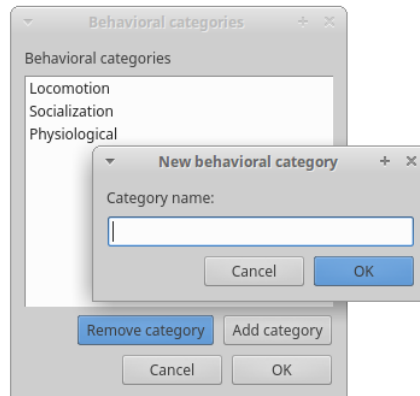 Behavioral categories
Behavioral categories
Locomotion
Socialization
Physiological
New behavioral category
Category name:
Cancel OK
Remove category Add category
Cancel OK